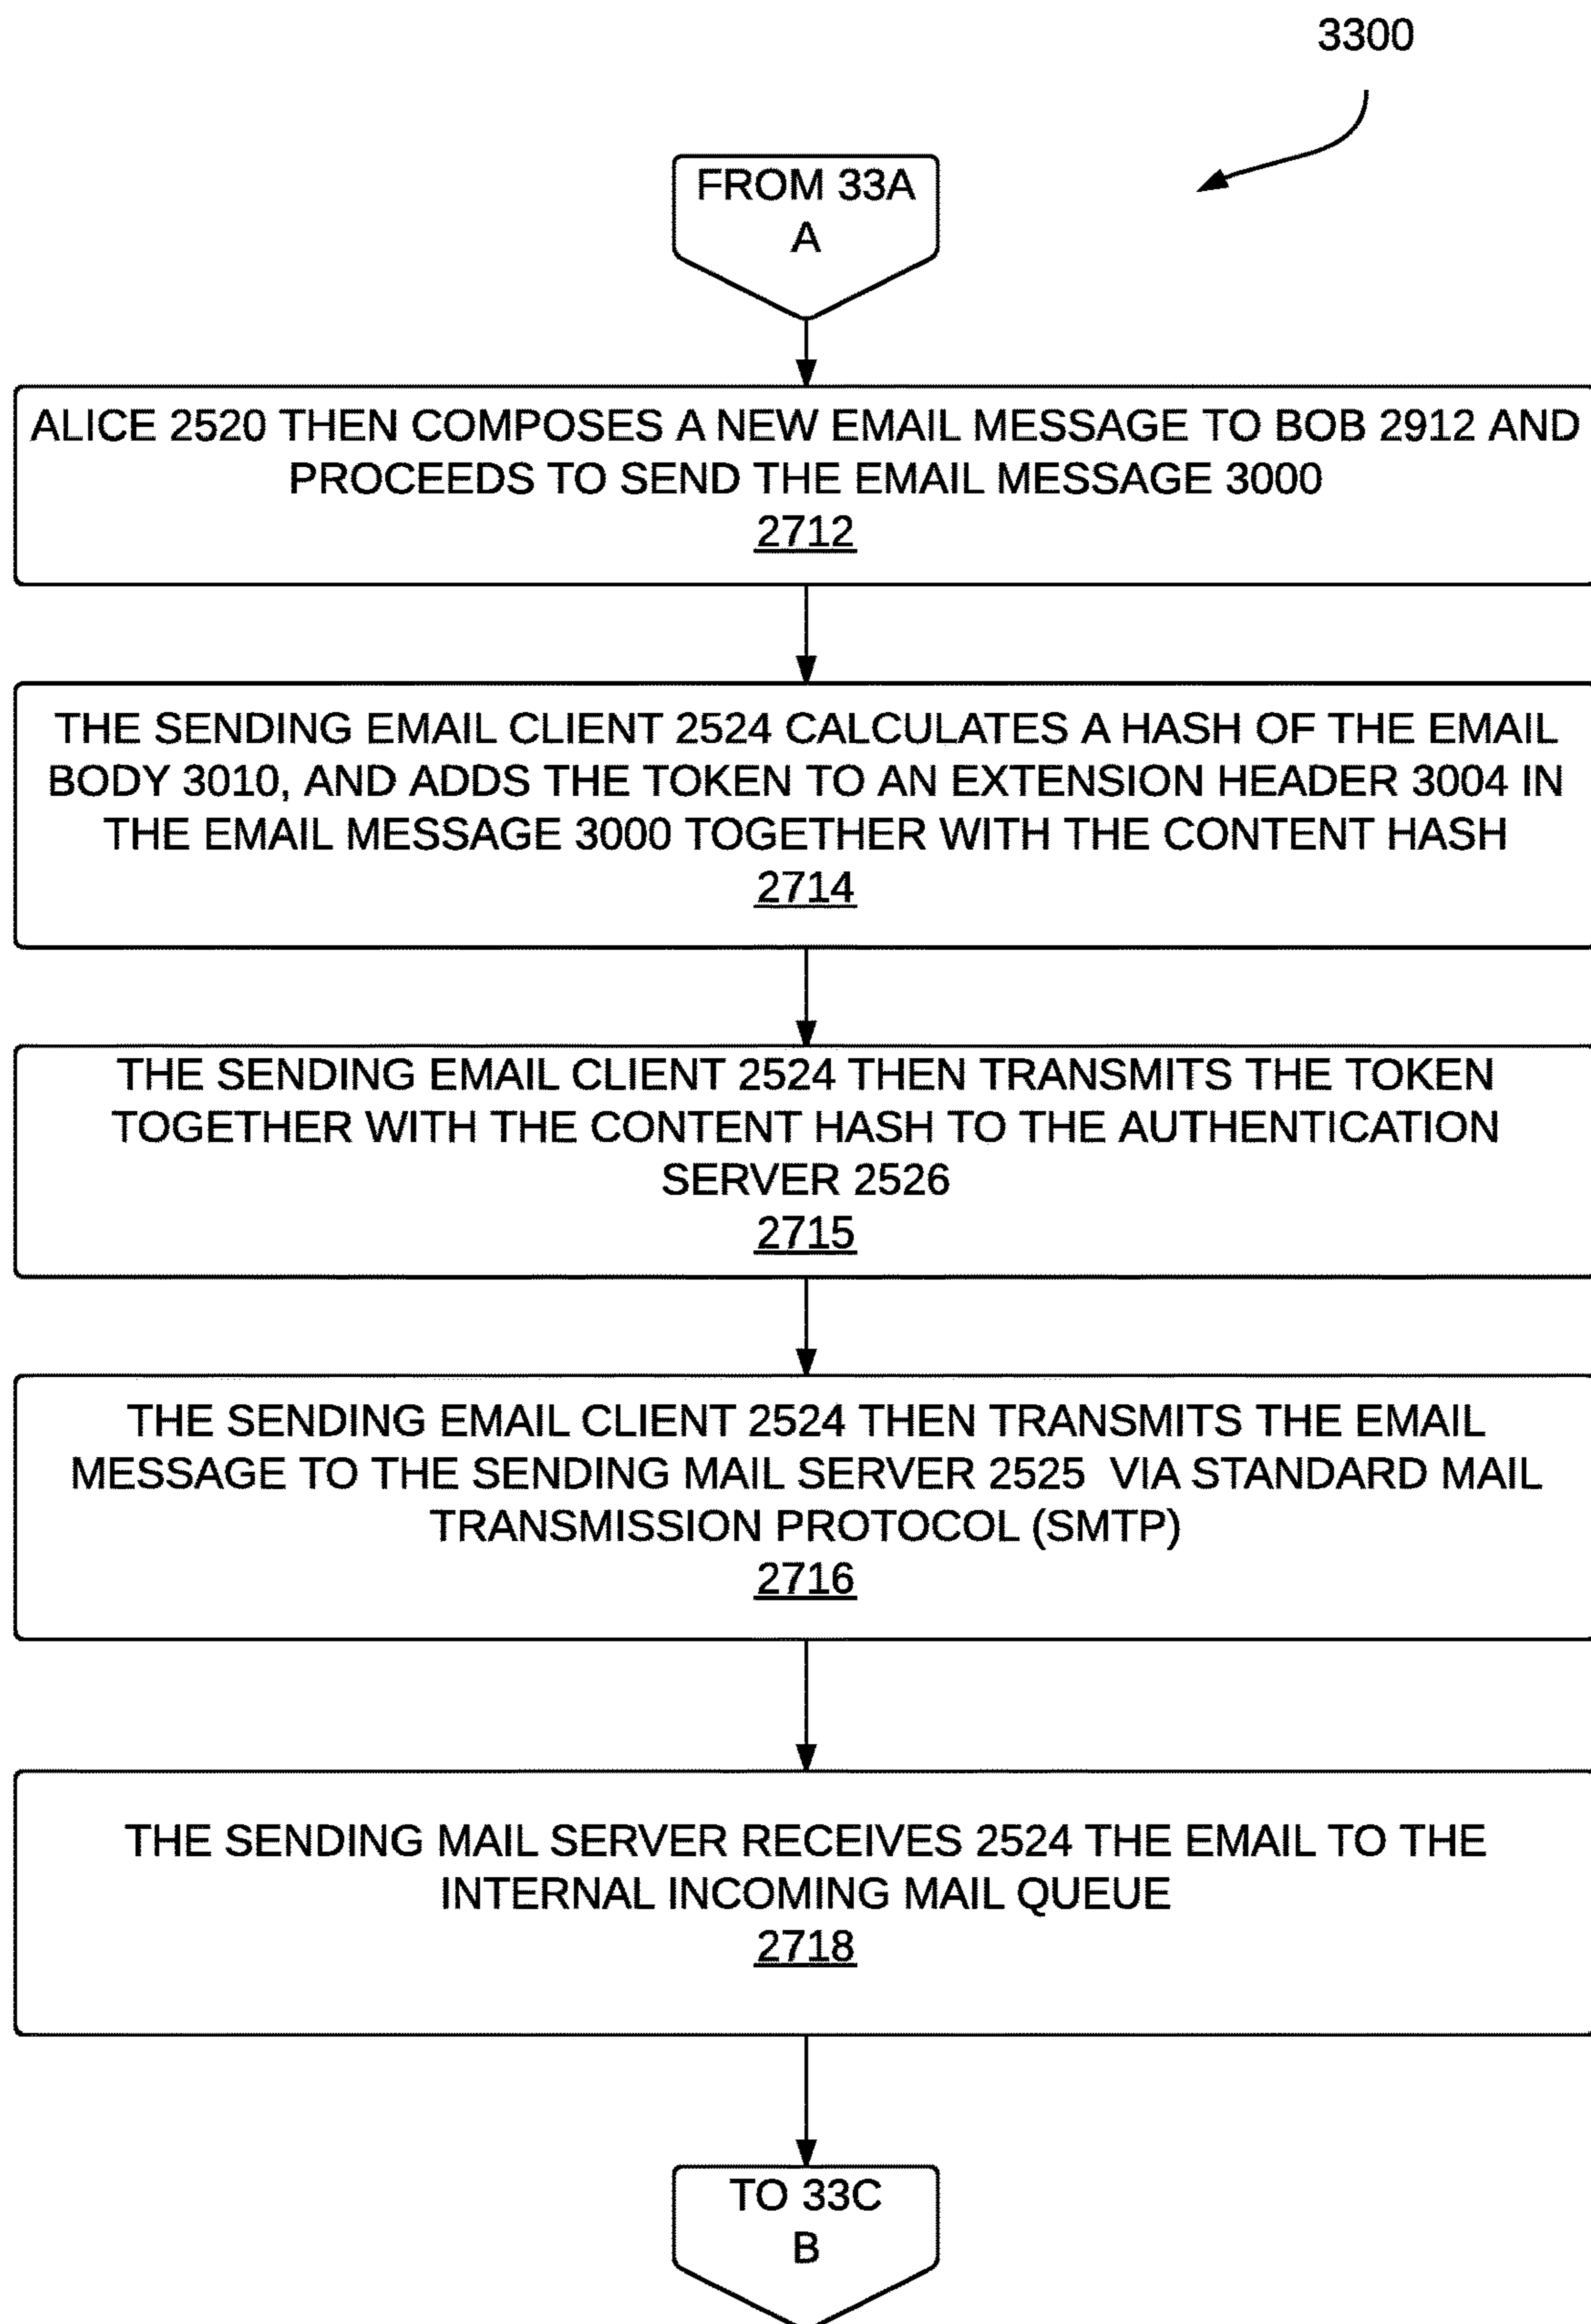 3300
FROM 33A
A
ALICE 2520 THEN COMPOSES A NEW EMAIL MESSAGE TO BOB 2912 AND
PROCEEDS TO SEND THE EMAIL MESSAGE 3000
2712
THE SENDING EMAIL CLIENT 2524 CALCULATES A HASH OF THE EMAIL
BODY 3010, AND ADDS THE TOKEN TO AN EXTENSION HEADER 3004 IN
THE EMAIL MESSAGE 3000 TOGETHER WITH THE CONTENT HASH
2714
THE SENDING EMAIL CLIENT 2524 THEN TRANSMITS THE TOKEN
TOGETHER WITH THE CONTENT HASH TO THE AUTHENTICATION
SERVER 2526
2715
THE SENDING EMAIL CLIENT 2524 THEN TRANSMITS THE EMAIL
MESSAGE TO THE SENDING MAIL SERVER 2525 VIA STANDARD MAIL
TRANSMISSION PROTOCOL (SMTP)
2716
THE SENDING MAIL SERVER RECEIVES 2524 THE EMAIL TO THE
INTERNAL INCOMING MAIL QUEUE
2718
TO 33C
B